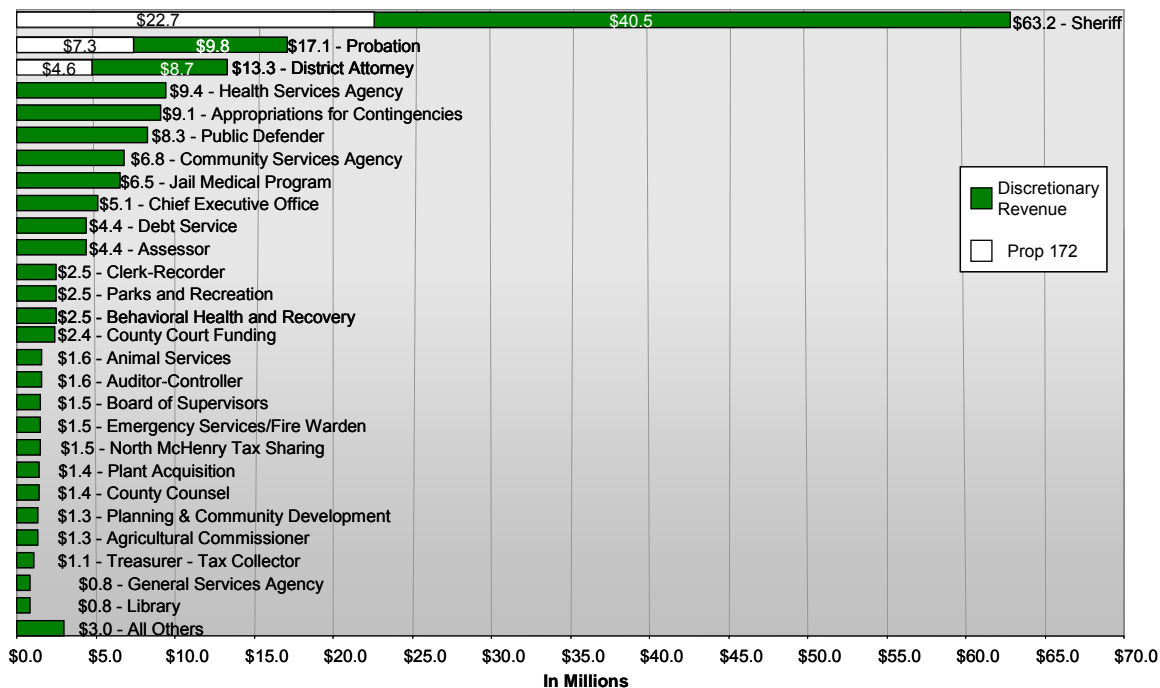 $22.7 $40.5 $63.2 - Sheriff
$7.3 $9.8 $17.1 - Probation
$4.6 $8.7 $13.3 - District Attorney
$9.4 - Health Services Agency
$9.1 - Appropriations for Contingencies
$8.3 - Public Defender
$6.8 - Community Services Agency
$6.5 - Jail Medical Program
$5.1 - Chief Executive Office
$4.4 - Debt Service
$4.4 - Assessor
$2.5 - Clerk-Recorder
$2.5 - Parks and Recreation
$2.5 - Behavioral Health and Recovery
$2.4 - County Court Funding
$1.6 - Animal Services
$1.6 - Auditor-Controller
$1.5 - Board of Supervisors
$1.5 - Emergency Services/Fire Warden
$1.5 - North McHenry Tax Sharing
$1.4 - Plant Acquisition
$1.4 - County Counsel
$1.3 - Planning & Community Development
$1.3 - Agricultural Commissioner
$1.1 - Treasurer - Tax Collector
$0.8 - General Services Agency
$0.8 - Library
$3.0 - All Others
Discretionary
Revenue
Prop 172
$0.0 $5.0 $10.0 $15.0 $20.0 $25.0 $30.0 $35.0 $40.0 $45.0 $50.0 $55.0 $60.0 $65.0 $70.0
In Millions